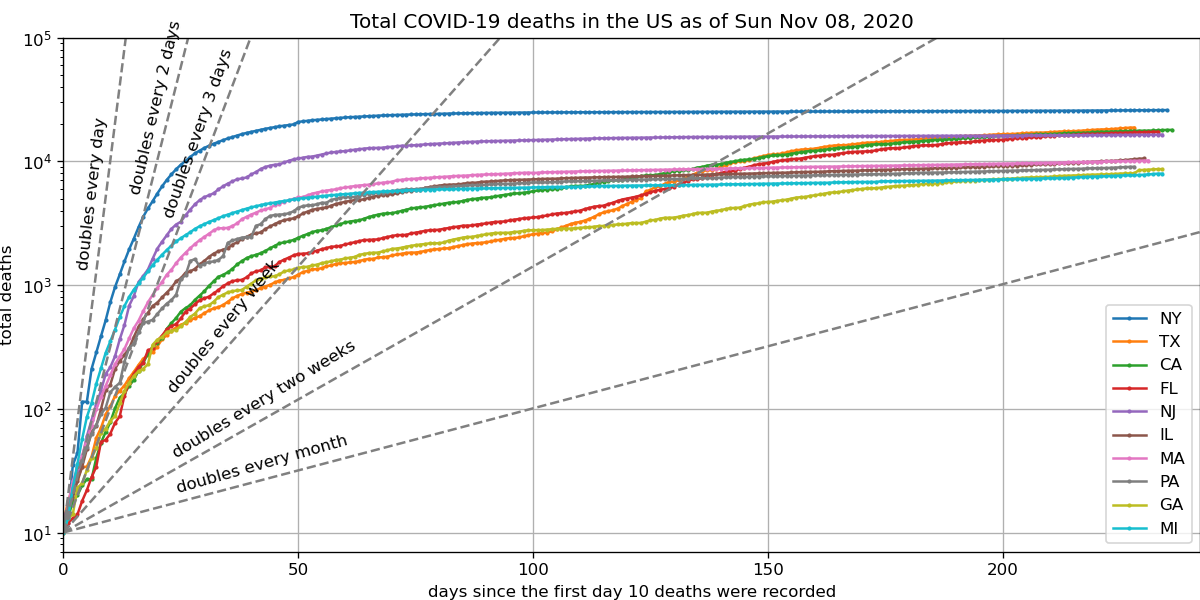 Total COVID-19 deaths in the US as of Sun Nov 08, 2020
10^5
10^4
10^3
10^2
10^1
total deaths
doubles every day
doubles every 2 days
doubles every 3 days
doubles every week
doubles every two weeks
doubles every month
NY
TX
CA
FL
NJ
IL
MA
PA
GA
MI
0
50
100
150
200
days since the first day 10 deaths were recorded